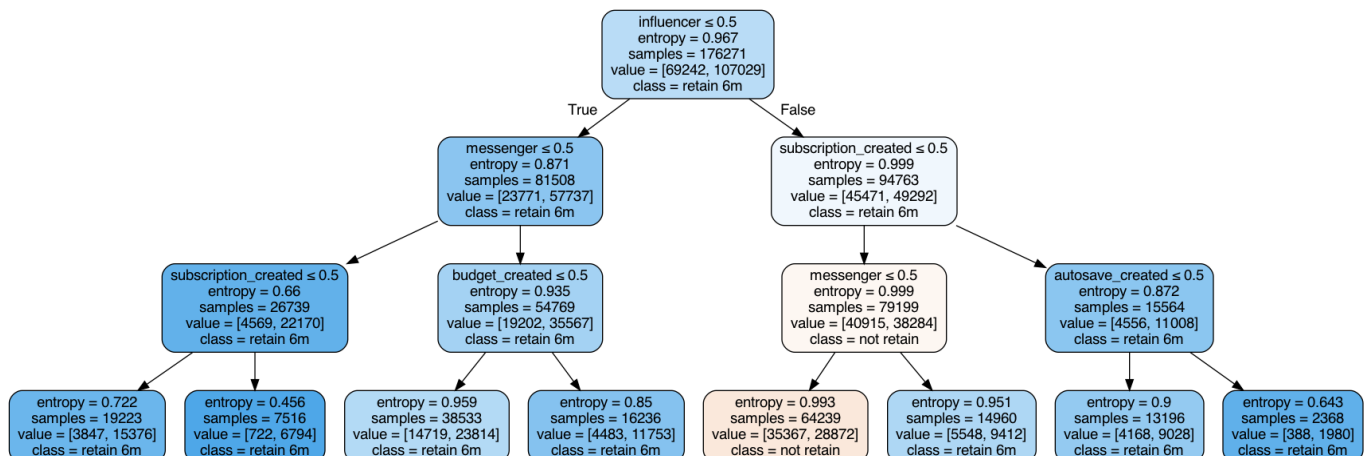 influencer ≤ 0.5
entropy = 0.967
samples = 176271
value = [69242, 107029]
class = retain 6m
True
False
messenger ≤ 0.5
entropy = 0.871
samples = 81508
value = [23771, 57737]
class = retain 6m
subscription_created ≤ 0.5
entropy = 0.999
samples = 94763
value = [45471, 49292]
class = retain 6m
subscription_created ≤ 0.5
entropy = 0.66
samples = 26739
value = [4569, 22170]
class = retain 6m
budget_created ≤ 0.5
entropy = 0.935
samples = 54769
value = [19202, 35567]
class = retain 6m
messenger ≤ 0.5
entropy = 0.999
samples = 79199
value = [40915, 38284]
class = not retain
autosave_created ≤ 0.5
entropy = 0.872
samples = 15564
value = [4556, 11008]
class = retain 6m
entropy = 0.722
samples = 19223
value = [3847, 15376]
class = retain 6m
entropy = 0.456
samples = 7516
value = [722, 6794]
class = retain 6m
entropy = 0.959
samples = 38533
value = [14719, 23814]
class = retain 6m
entropy = 0.85
samples = 16236
value = [4483, 11753]
class = retain 6m
entropy = 0.993
samples = 64239
value = [35367, 28872]
class = not retain
entropy = 0.951
samples = 14960
value = [5548, 9412]
class = retain 6m
entropy = 0.9
samples = 13196
value = [4168, 9028]
class = retain 6m
entropy = 0.643
samples = 2368
value = [388, 1980]
class = retain 6m